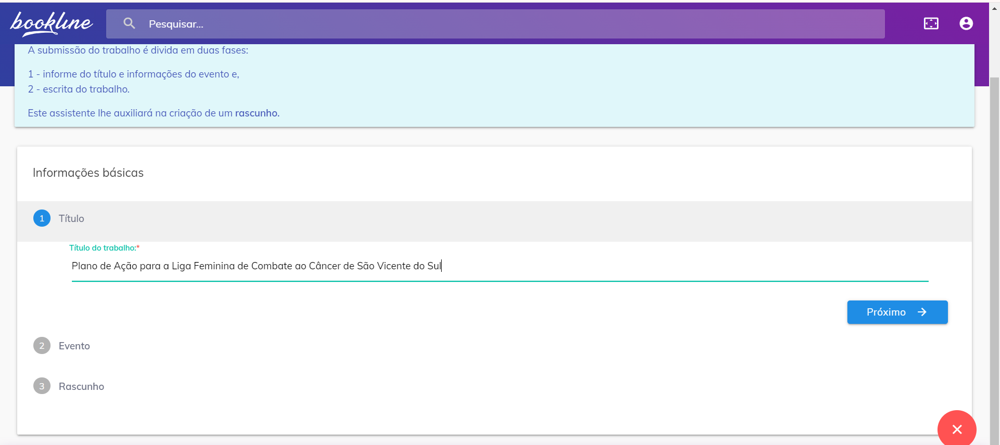 bookline
Pesquisar...
A submissão do trabalho é divida em duas fases:
1 - informe do título e informações do evento e,
2 - escrita do trabalho.
Este assistente lhe auxiliará na criação de um rascunho.
Informações básicas
1 Título
Título do trabalho:*
Plano de Ação para a Liga Feminina de Combate ao Câncer de São Vicente do Sul
Próximo
2 Evento
3 Rascunho